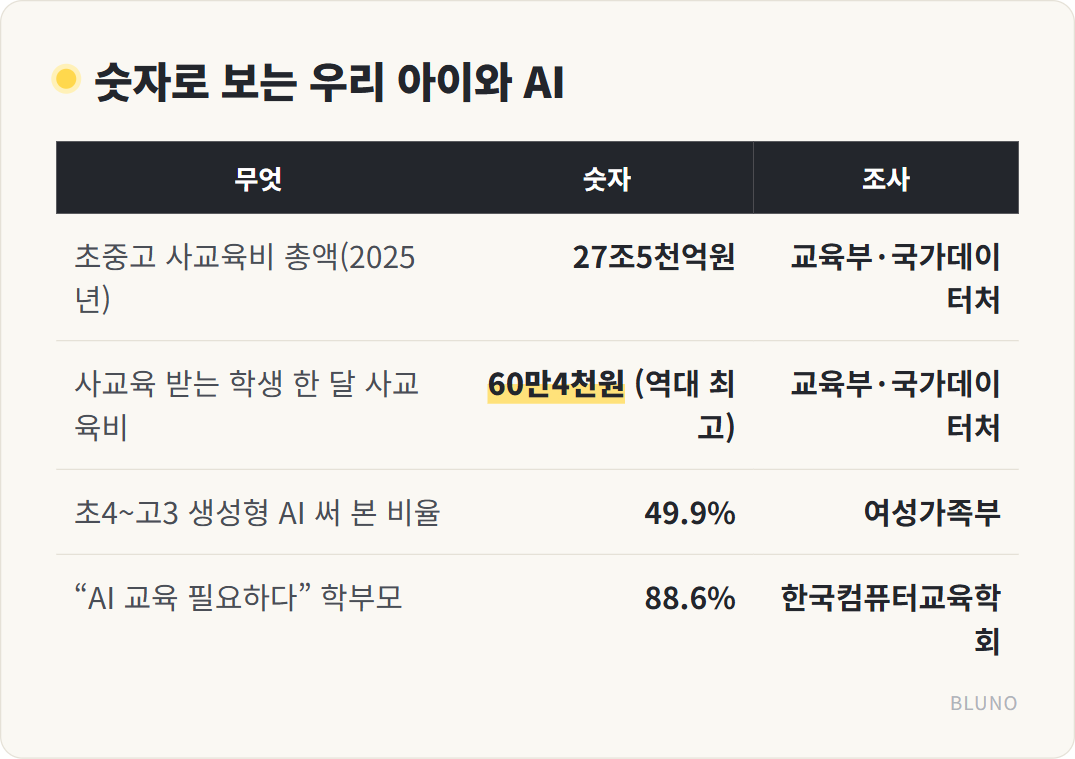 숫자로 보는 우리 아이와 AI
무엇 숫자 조사
초중고 사교육비 총액(2025년) 27조5천억원 교육부·국가데이터처
사교육 받는 학생 한 달 사교육비 60만4천원 (역대 최고) 교육부·국가데이터처
초4~고3 생성형 AI 써 본 비율 49.9% 여성가족부
“AI 교육 필요하다” 학부모 88.6% 한국컴퓨터교육학회
BLUNO